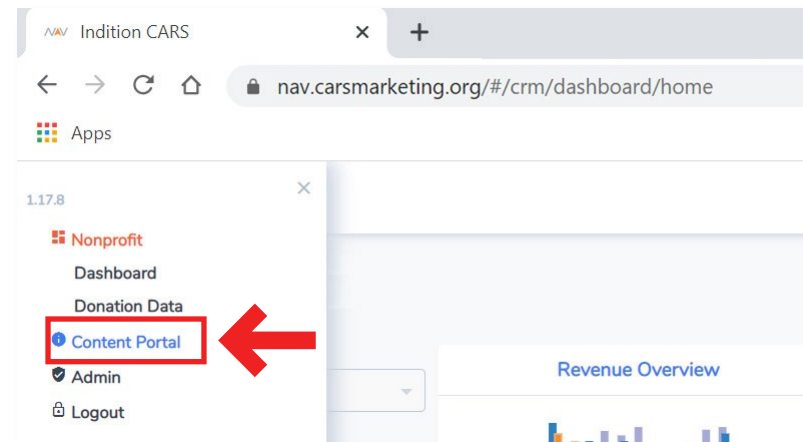 NAV Indition CARS
nav.carsmarketing.org/#/crm/dashboard/home
Apps
1.17.8
Nonprofit
Dashboard
Donation Data
Content Portal
Admin
Logout
Revenue Overview